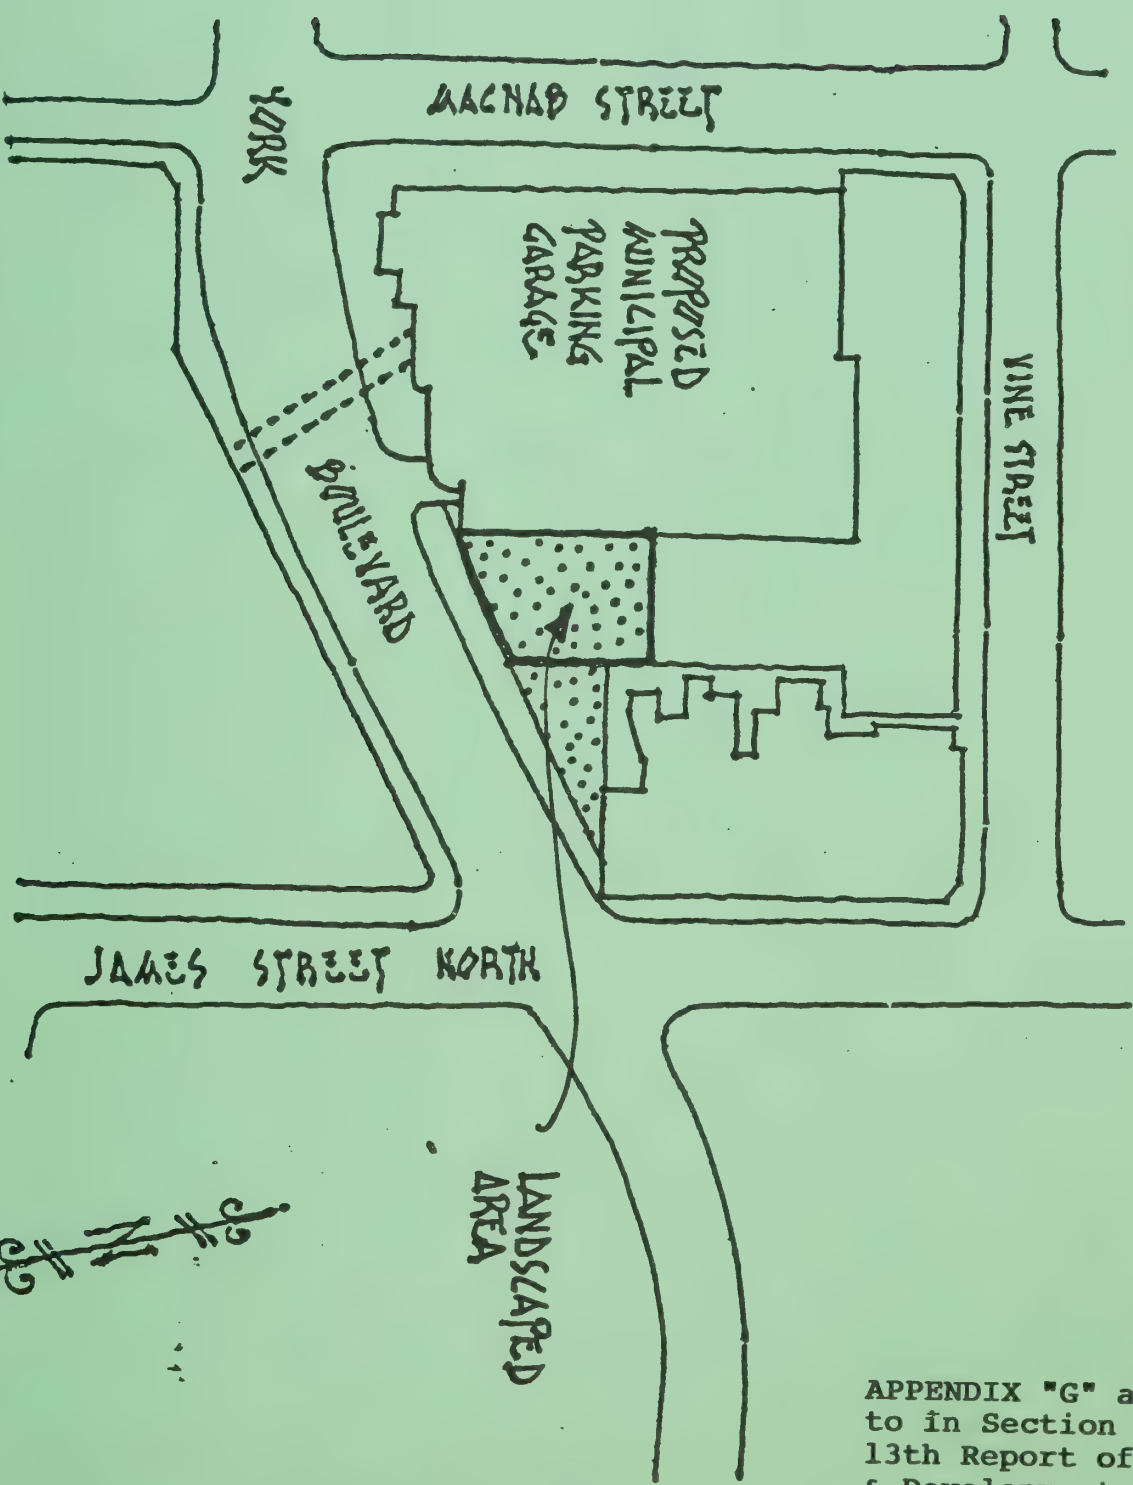 MACNAB STREET
YORK
BOULEVARD
PROPOSED
MUNICIPAL
PARKING
GARAGE
VINE STREET
JAMES STREET NORTH
LANDSCAPED
AREA
N
APPENDIX "G" a
to in Section
13th Report of